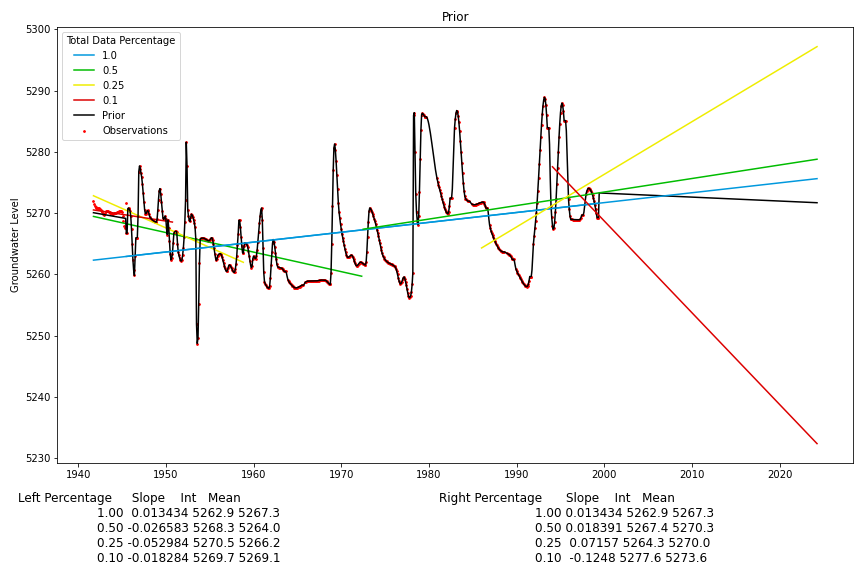 Prior
Total Data Percentage
1.0
0.5
0.25
0.1
Prior
Observations
Groundwater Level
5300
5290
5280
5270
5260
5250
5240
5230
1940 1950 1960 1970 1980 1990 2000 2010 2020
Left Percentage Slope Int Mean
1.00 0.013434 5262.9 5267.3
0.50 -0.026583 5268.3 5264.0
0.25 -0.052984 5270.5 5266.2
0.10 -0.018284 5269.7 5269.1
Right Percentage Slope Int Mean
1.00 0.013434 5262.9 5267.3
0.50 0.018391 5267.4 5270.3
0.25 0.07157 5264.3 5270.0
0.10 -0.1248 5277.6 5273.6